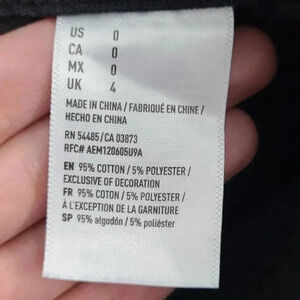 US 0
CA 0
MX 0
UK 4
MADE IN CHINA / FABRIQUÉ EN CHINE /
HECHO EN CHINA
RN 54485/CA 03873
RFC# AEM120605U9A
EN 95% COTTON / 5% POLYESTER /
EXCLUSIVE OF DECORATION
FR 95% COTON / 5% POLYESTER /
À L'EXCEPTION DE LA GARNITURE
SP 95% algodón / 5% poliéster